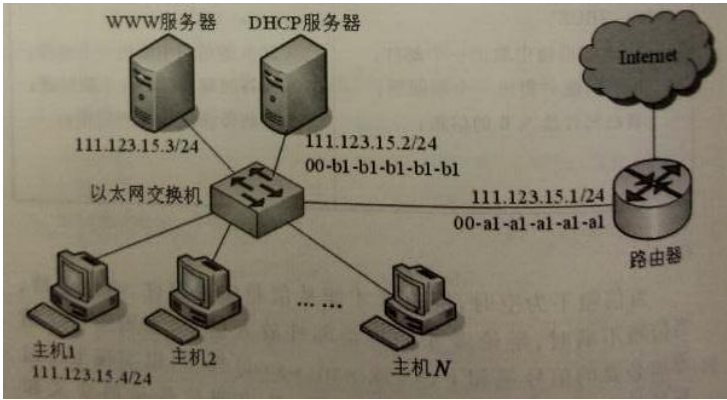 WWW服务器
DHCP服务器
Internet
111.123.15.3/24
111.123.15.2/24
00-b1-b1-b1-b1-b1
以太网交换机
111.123.15.1/24
00-a1-a1-a1-a1-a1
路由器
... ...
主机1
主机2
主机N
111.123.15.4/24